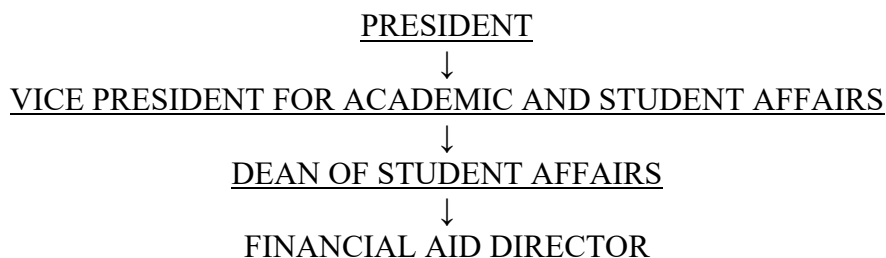 PRESIDENT
↓
VICE PRESIDENT FOR ACADEMIC AND STUDENT AFFAIRS
↓
DEAN OF STUDENT AFFAIRS
↓
FINANCIAL AID DIRECTOR